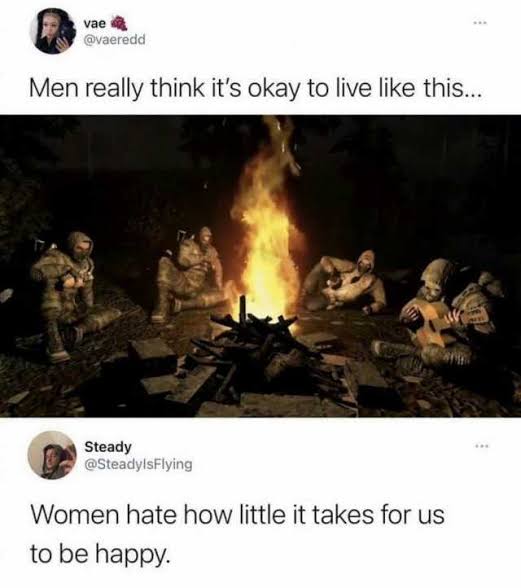 vae
@vaeredd
Men really think it's okay to live like this...
Steady
@SteadyIsFlying
Women hate how little it takes for us
to be happy.